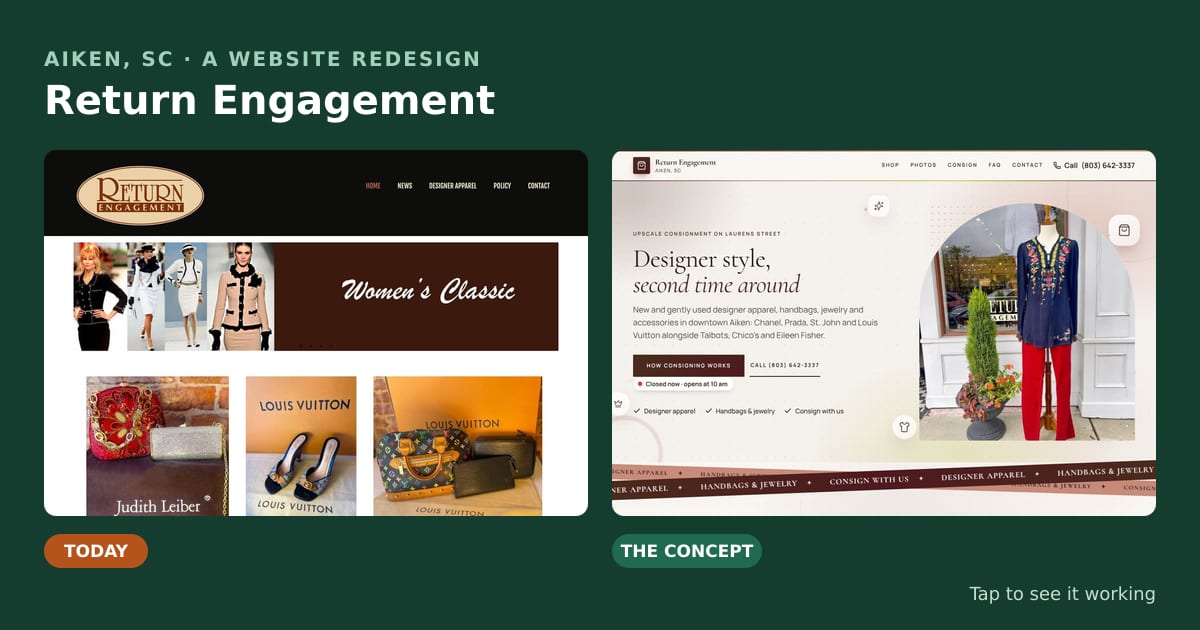 AIKEN, SC · A WEBSITE REDESIGN
Return Engagement
RETURN
ENGAGEMENT
HOME NEWS DESIGNER APPAREL POLICY CONTACT
Women's Classic
Judith Leiber
LOUIS VUITTON
LOUIS VUITTON
LOUIS VUITTON
LOUIS VUITTON
TODAY
Return Engagement
AIKEN, SC
SHOP PHOTOS CONSIGN FAQ CONTACT Call (803) 642-3337
UPSCALE CONSIGNMENT ON LAURENS STREET
Designer style,
second time around
New and gently used designer apparel, handbags, jewelry and
accessories in downtown Aiken: Chanel, Prada, St. John and Louis
Vuitton alongside Talbots, Chico's and Eileen Fisher.
HOW CONSIGNING WORKS CALL (803) 642-3337
Closed now · opens at 10 am
Designer apparel Handbags & jewelry Consign with us
APPAREL HANDBAGS & JEWELRY CONSIGN WITH US DESIGNER APPAREL HANDBAGS & JEWELRY
THE CONCEPT
Tap to see it working